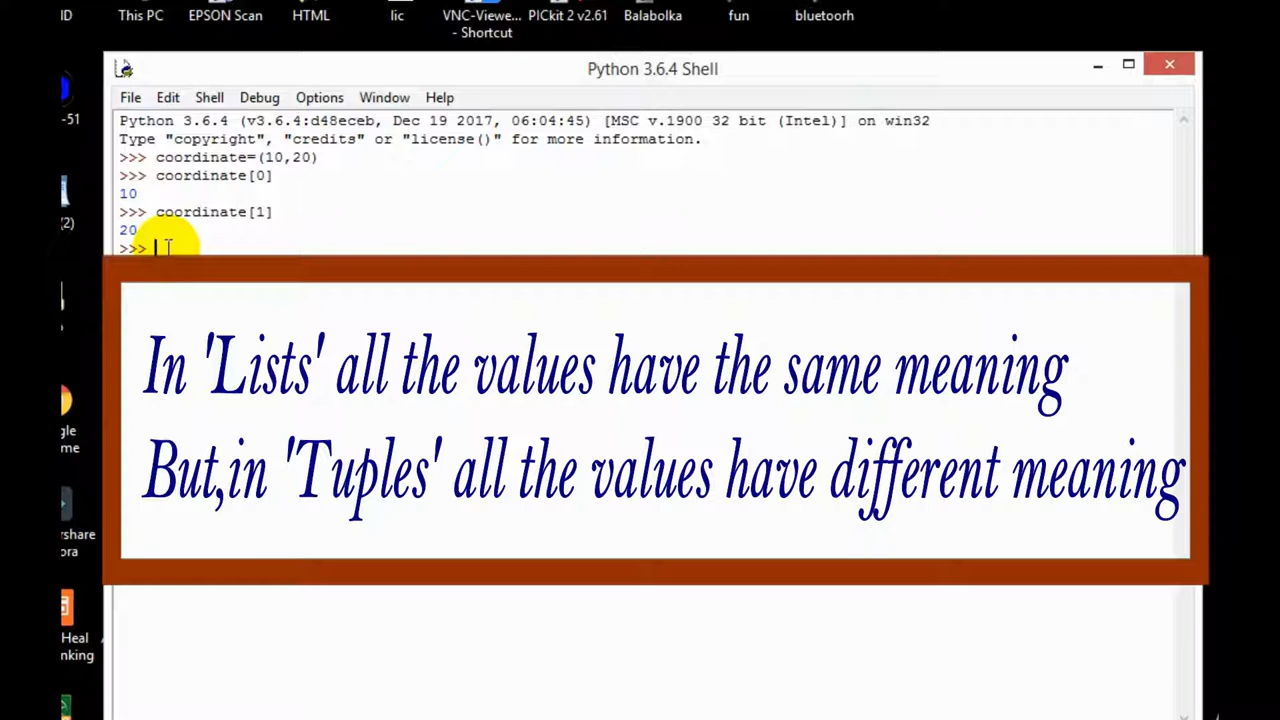 ID
This PC
EPSON Scan
HTML
lic
VNC-Viewe...
- Shortcut
PICkit 2 v2.61
Balabolka
fun
bluetoorh
Python 3.6.4 Shell
File Edit Shell Debug Options Window Help
Python 3.6.4 (v3.6.4:d48eceb, Dec 19 2017, 06:04:45) [MSC v.1900 32 bit (Intel)] on win32
Type "copyright", "credits" or "license()" for more information.
>>> coordinate=(10,20)
>>> coordinate[0]
10
>>> coordinate[1]
20
>>>
In 'Lists' all the values have the same meaning
But,in 'Tuples' all the values have different meaning
-51
(2)
gle
me
rshare
ora
Heal
nking